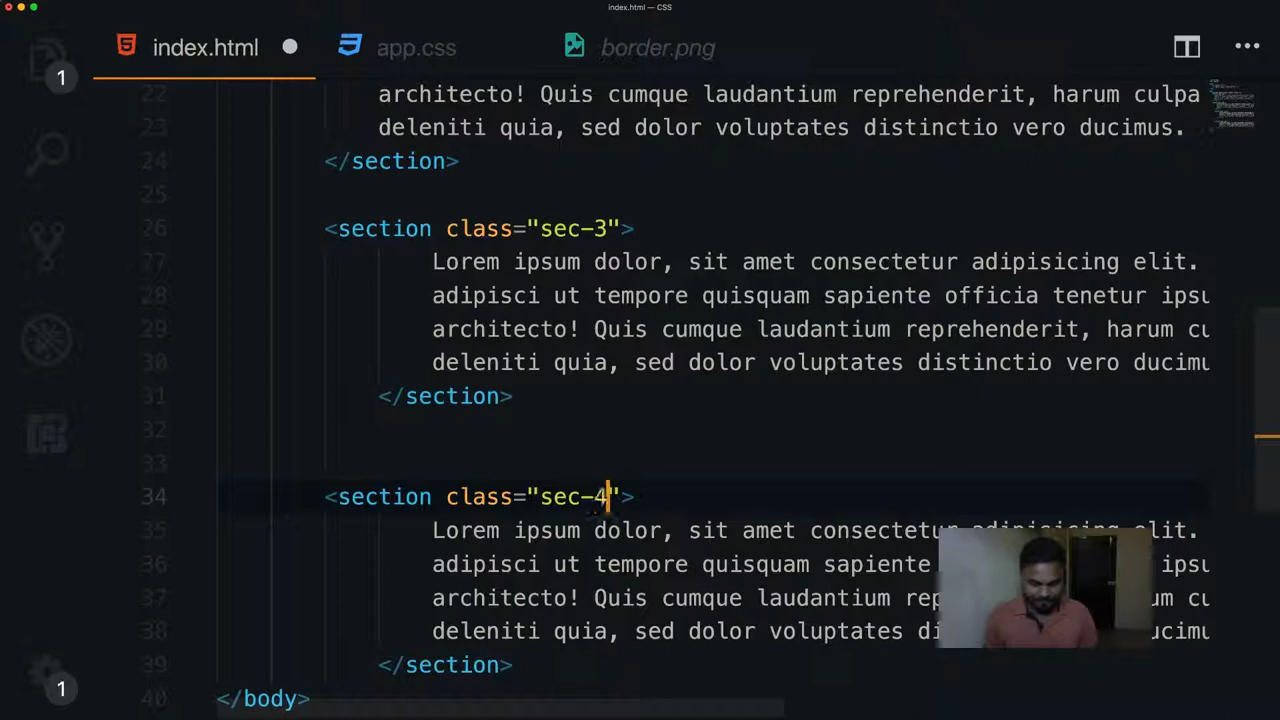 index.html — CSS
index.html app.css border.png
1
22 architecto! Quis cumque laudantium reprehenderit, harum culpa
23 deleniti quia, sed dolor voluptates distinctio vero ducimus.
24 </section>
25
26 <section class="sec-3">
27 Lorem ipsum dolor, sit amet consectetur adipisicing elit.
28 adipisci ut tempore quisquam sapiente officia tenetur ipsu
29 architecto! Quis cumque laudantium reprehenderit, harum cu
30 deleniti quia, sed dolor voluptates distinctio vero ducimu
31 </section>
32
33
34 <section class="sec-4">
35 Lorem ipsum dolor, sit amet consectetur adipisicing elit.
36 adipisci ut tempore quisquam sapiente ipsu
37 architecto! Quis cumque laudantium rep um cu
38 deleniti quia, sed dolor voluptates di ucimu
39 </section>
1
40 </body>